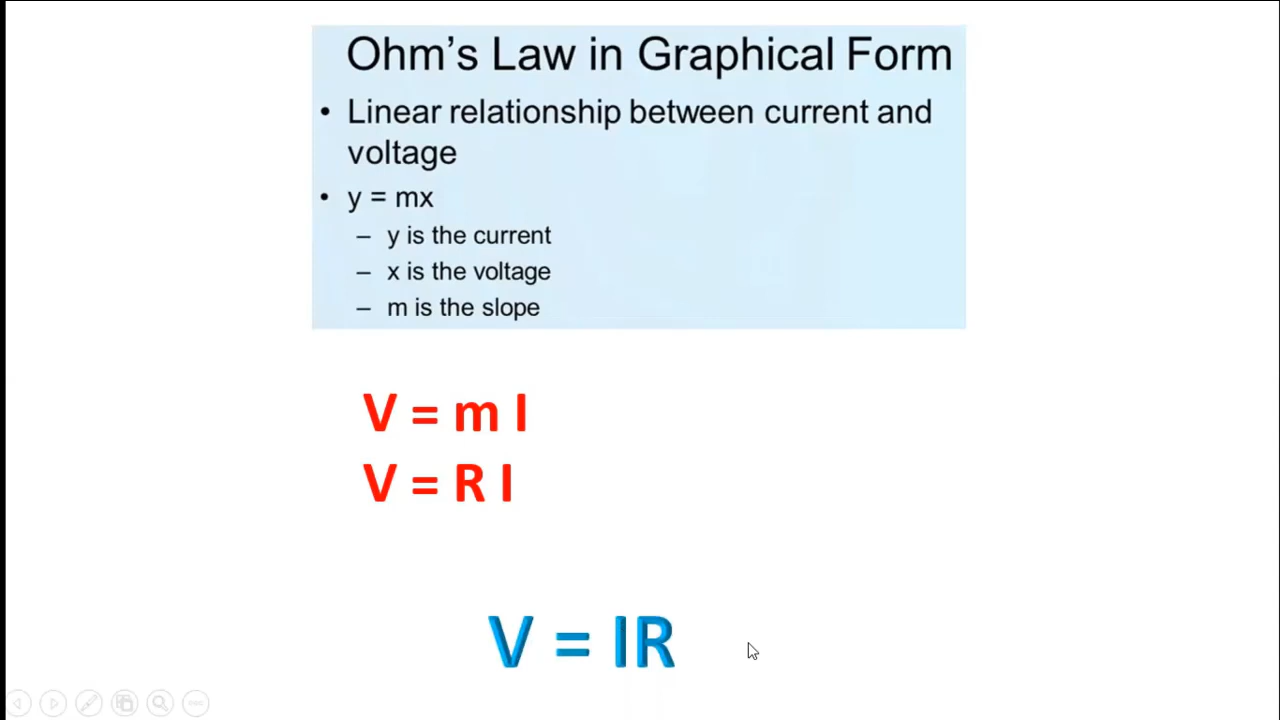 Ohm's Law in Graphical Form
• Linear relationship between current and
voltage
• y = mx
– y is the current
– x is the voltage
– m is the slope
V = m I
V = R I
V = IR